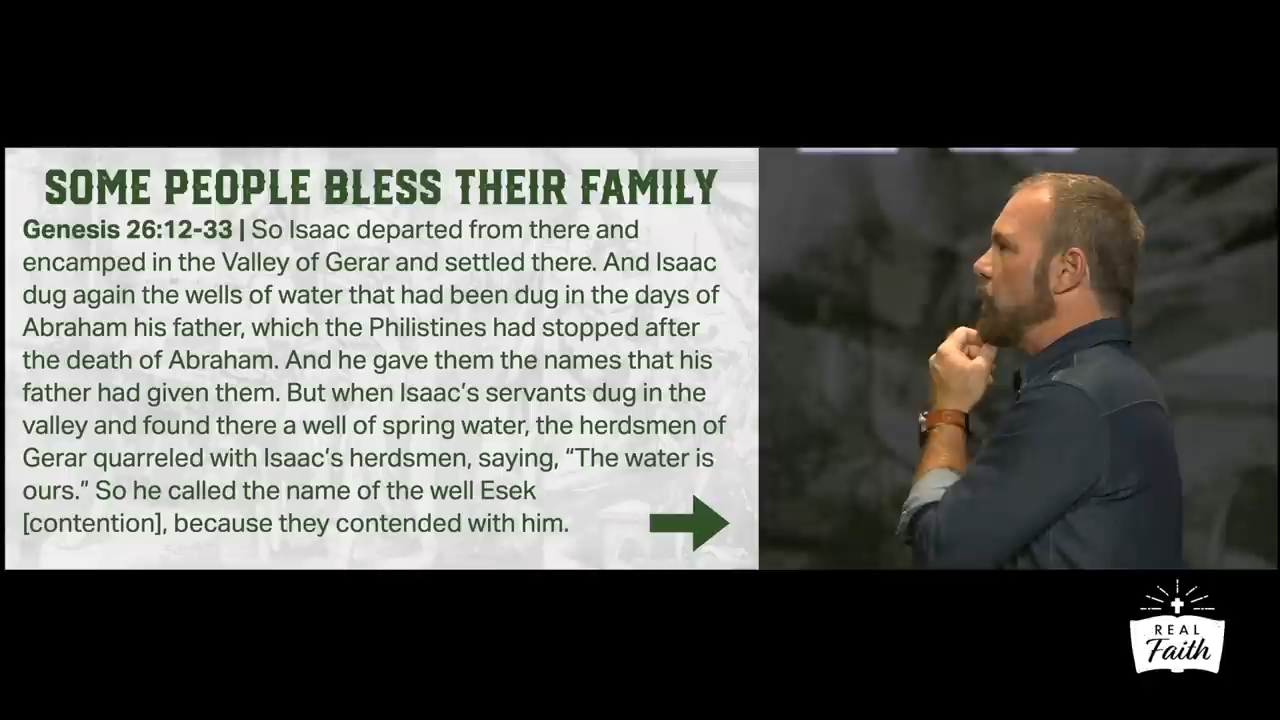 SOME PEOPLE BLESS THEIR FAMILY
Genesis 26:12-33 | So Isaac departed from there and
encamped in the Valley of Gerar and settled there. And Isaac
dug again the wells of water that had been dug in the days of
Abraham his father, which the Philistines had stopped after
the death of Abraham. And he gave them the names that his
father had given them. But when Isaac’s servants dug in the
valley and found there a well of spring water, the herdsmen of
Gerar quarreled with Isaac’s herdsmen, saying, “The water is
ours.” So he called the name of the well Esek
[contention], because they contended with him.
REAL
Faith